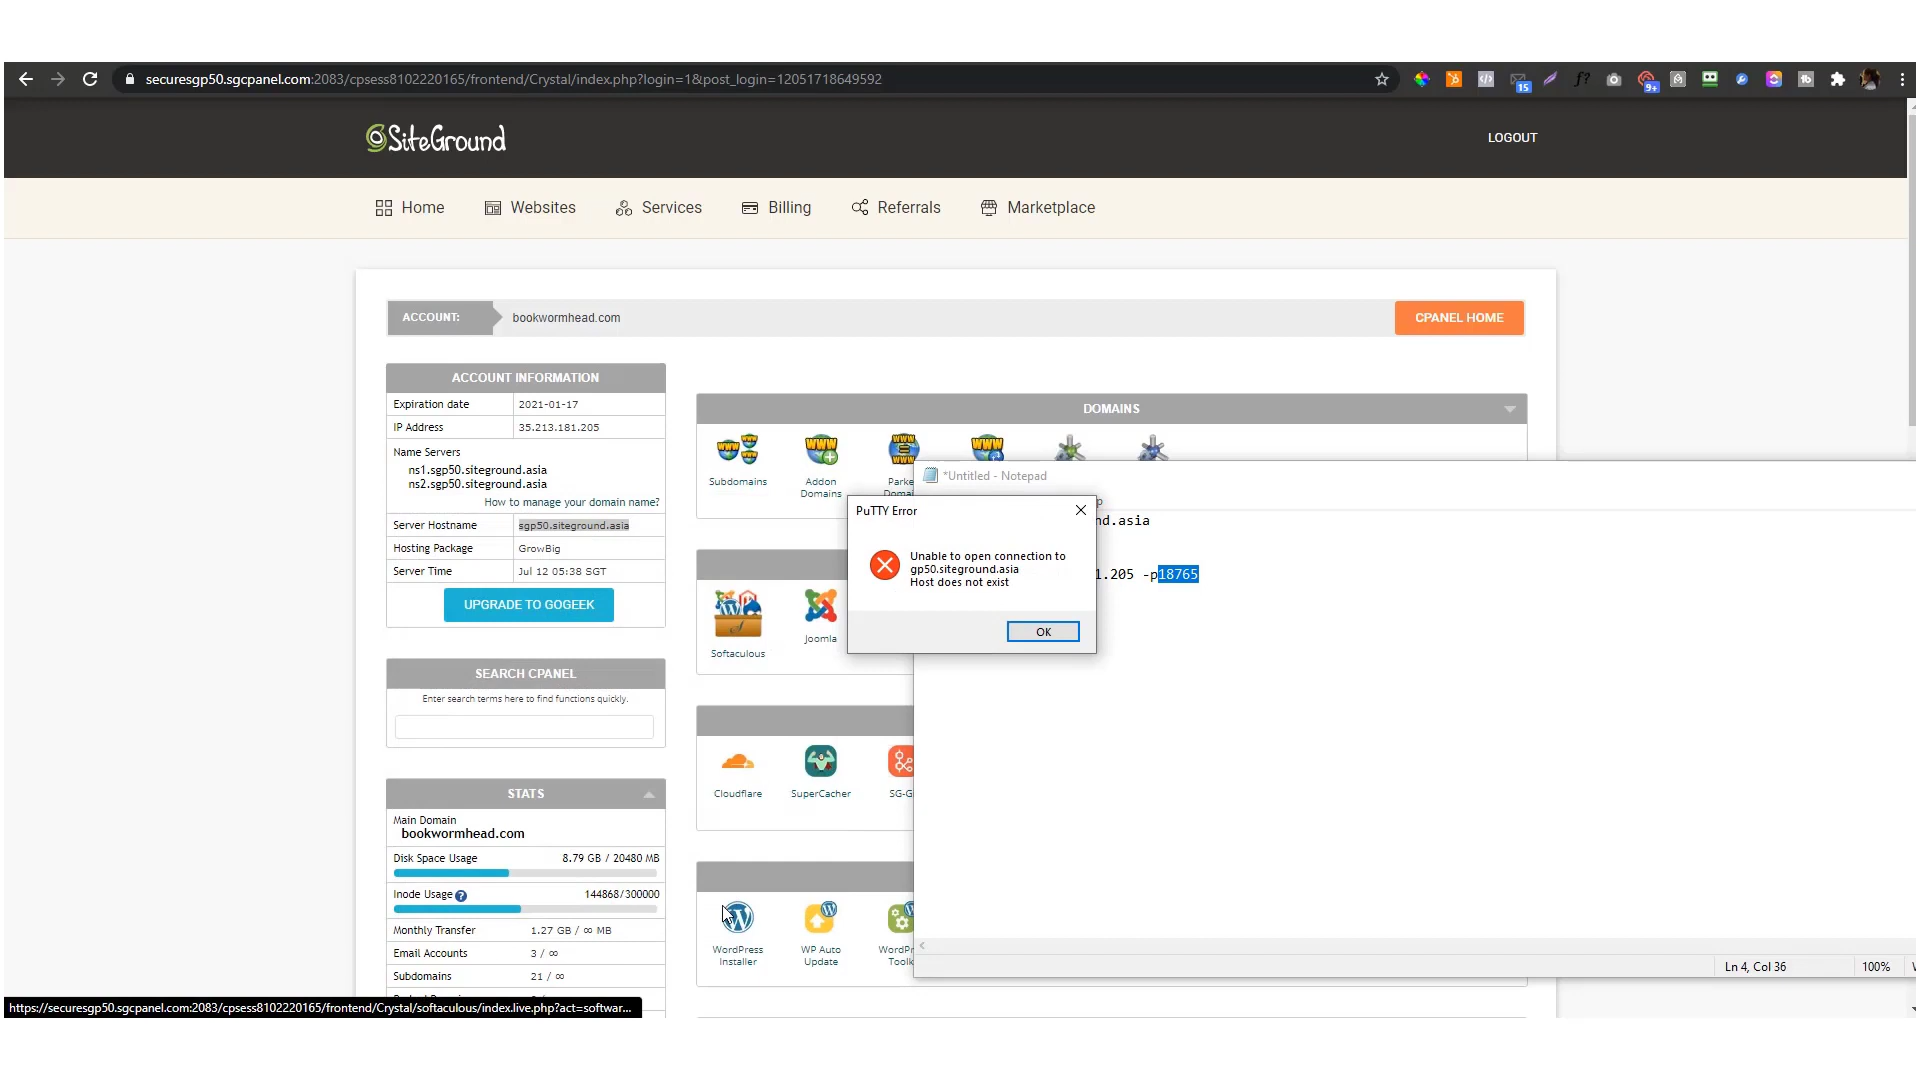 securesgp50.sgcpanel.com:2083/cpsess8102220165/frontend/Crystal/index.php?login=1&post_login=12051718649592
15
9+
SiteGround
LOGOUT
Home
Websites
Services
Billing
Referrals
Marketplace
ACCOUNT:
bookwormhead.com
CPANEL HOME
ACCOUNT INFORMATION
Expiration date
2021-01-17
IP Address
35.213.181.205
Name Servers
ns1.sgp50.siteground.asia
ns2.sgp50.siteground.asia
How to manage your domain name?
Server Hostname
sgp50.siteground.asia
Hosting Package
GrowBig
Server Time
Jul 12 05:38 SGT
UPGRADE TO GOGEEK
SEARCH CPANEL
Enter search terms here to find functions quickly.
STATS
Main Domain
bookwormhead.com
Disk Space Usage
8.79 GB / 20480 MB
Inode Usage
144868/300000
Monthly Transfer
1.27 GB / ∞ MB
Email Accounts
3 / ∞
Subdomains
21 / ∞
DOMAINS
Subdomains
Addon
Domains
Parke
Softaculous
Joomla
Cloudflare
SuperCacher
SG-G
WordPress
Installer
WP Auto
Update
WordPr
Toolk
*Untitled - Notepad
nd.asia
1.205 -p18765
Ln 4, Col 36
100%
PuTTY Error
Unable to open connection to
gp50.siteground.asia
Host does not exist
OK
https://securesgp50.sgcpanel.com:2083/cpsess8102220165/frontend/Crystal/softaculous/index.live.php?act=softwar...